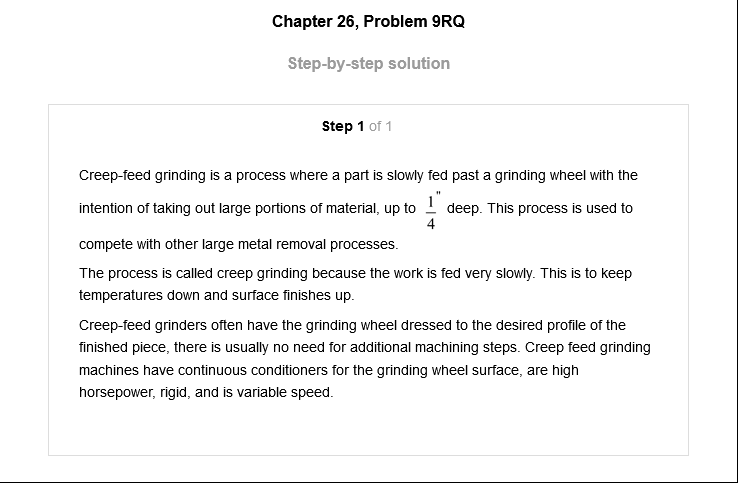 Chapter 26, Problem 9RQ
Step-by-step solution
Step 1 of 1
Creep-feed grinding is a process where a part is slowly fed past a grinding wheel with the
intention of taking out large portions of material, up to 1/4" deep. This process is used to
compete with other large metal removal processes.
The process is called creep grinding because the work is fed very slowly. This is to keep
temperatures down and surface finishes up.
Creep-feed grinders often have the grinding wheel dressed to the desired profile of the
finished piece, there is usually no need for additional machining steps. Creep feed grinding
machines have continuous conditioners for the grinding wheel surface, are high
horsepower, rigid, and is variable speed.